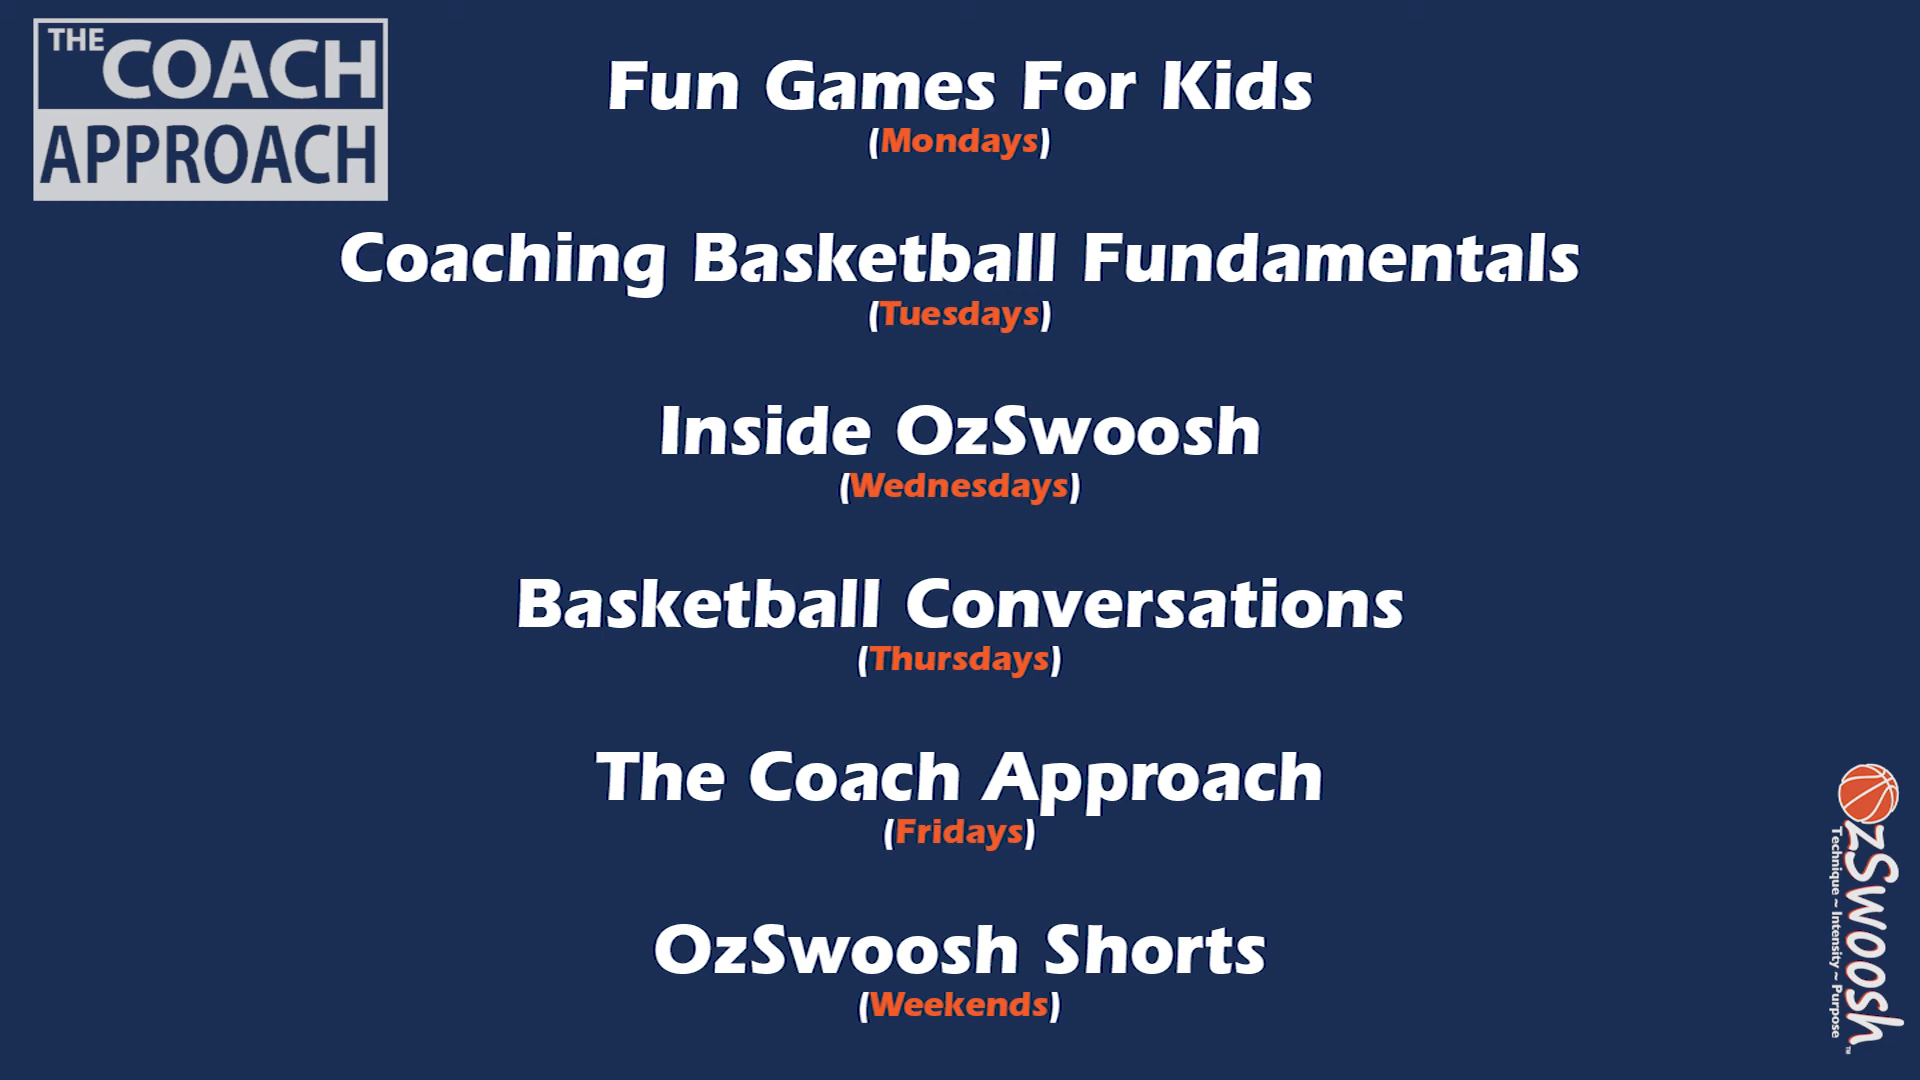 THE COACH
APPROACH
Fun Games For Kids
(Mondays)
Coaching Basketball Fundamentals
(Tuesdays)
Inside OzSwoosh
(Wednesdays)
Basketball Conversations
(Thursdays)
The Coach Approach
(Fridays)
OzSwoosh Shorts
(Weekends)
OzSwoosh™
Technique ~ Intensity ~ Purpose